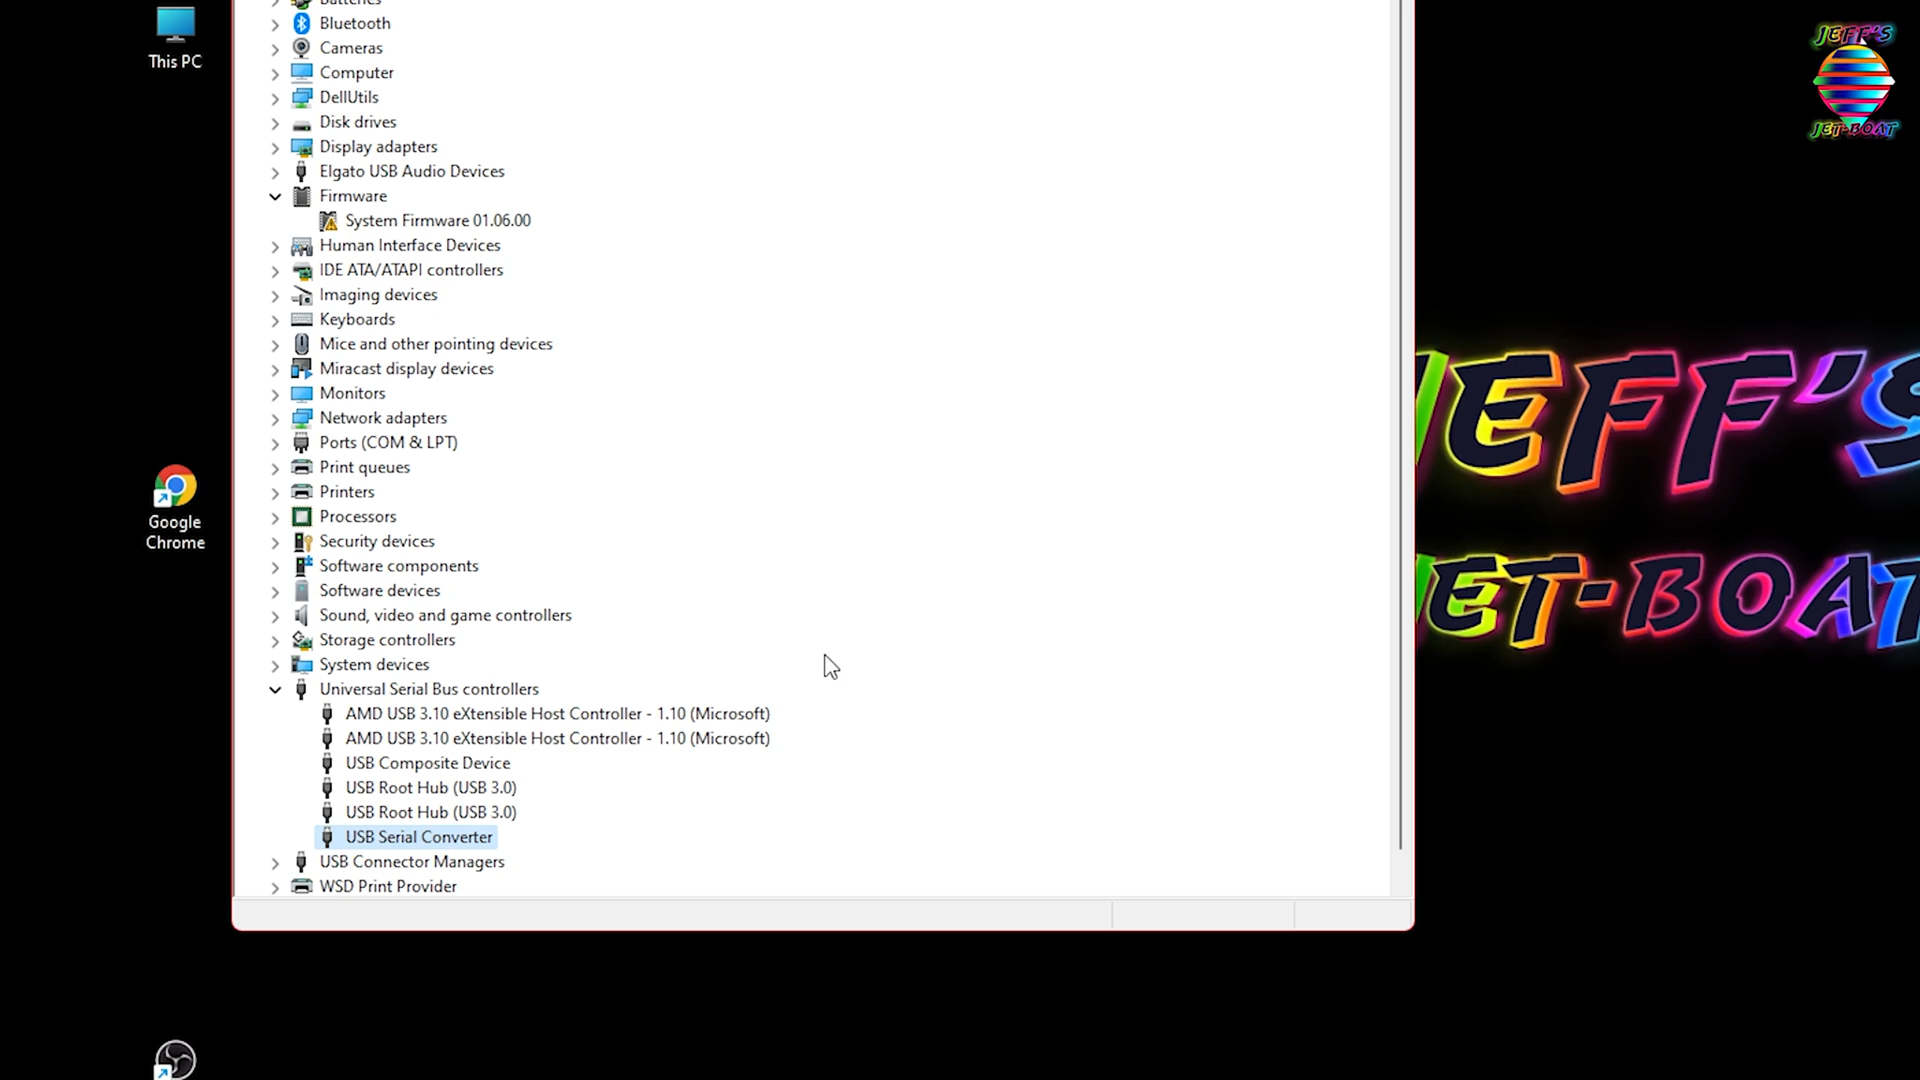 Batteries
Bluetooth
Cameras
Computer
DellUtils
Disk drives
Display adapters
Elgato USB Audio Devices
Firmware
System Firmware 01.06.00
Human Interface Devices
IDE ATA/ATAPI controllers
Imaging devices
Keyboards
Mice and other pointing devices
Miracast display devices
Monitors
Network adapters
Ports (COM & LPT)
Print queues
Printers
Processors
Security devices
Software components
Software devices
Sound, video and game controllers
Storage controllers
System devices
Universal Serial Bus controllers
AMD USB 3.10 eXtensible Host Controller - 1.10 (Microsoft)
AMD USB 3.10 eXtensible Host Controller - 1.10 (Microsoft)
USB Composite Device
USB Root Hub (USB 3.0)
USB Root Hub (USB 3.0)
USB Serial Converter
USB Connector Managers
WSD Print Provider
This PC
Google
Chrome
JEFF'S
JET-BOAT
JEFF'S
JET-BOAT